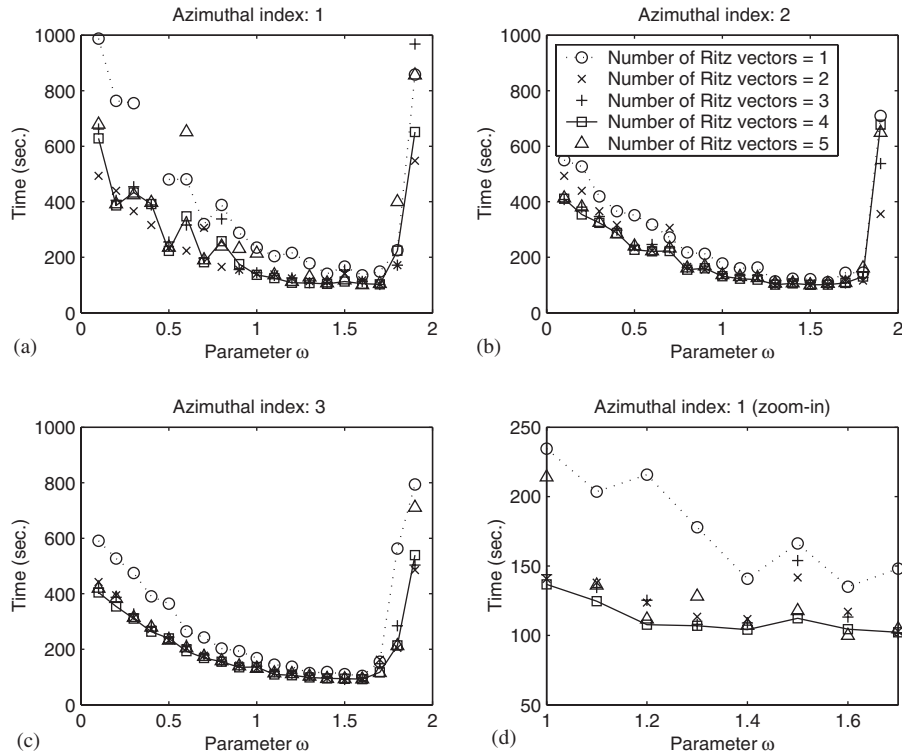 Azimuthal index: 1
1000
800
600
400
200
0
Time (sec.)
0 0.5 1 1.5 2
Parameter ω
(a)
Azimuthal index: 2
1000
800
600
400
200
0
Time (sec.)
Number of Ritz vectors = 1
Number of Ritz vectors = 2
Number of Ritz vectors = 3
Number of Ritz vectors = 4
Number of Ritz vectors = 5
0 0.5 1 1.5 2
Parameter ω
(b)
Azimuthal index: 3
1000
800
600
400
200
0
Time (sec.)
0 0.5 1 1.5 2
Parameter ω
(c)
Azimuthal index: 1 (zoom-in)
250
200
150
100
50
Time (sec.)
1 1.2 1.4 1.6
Parameter ω
(d)